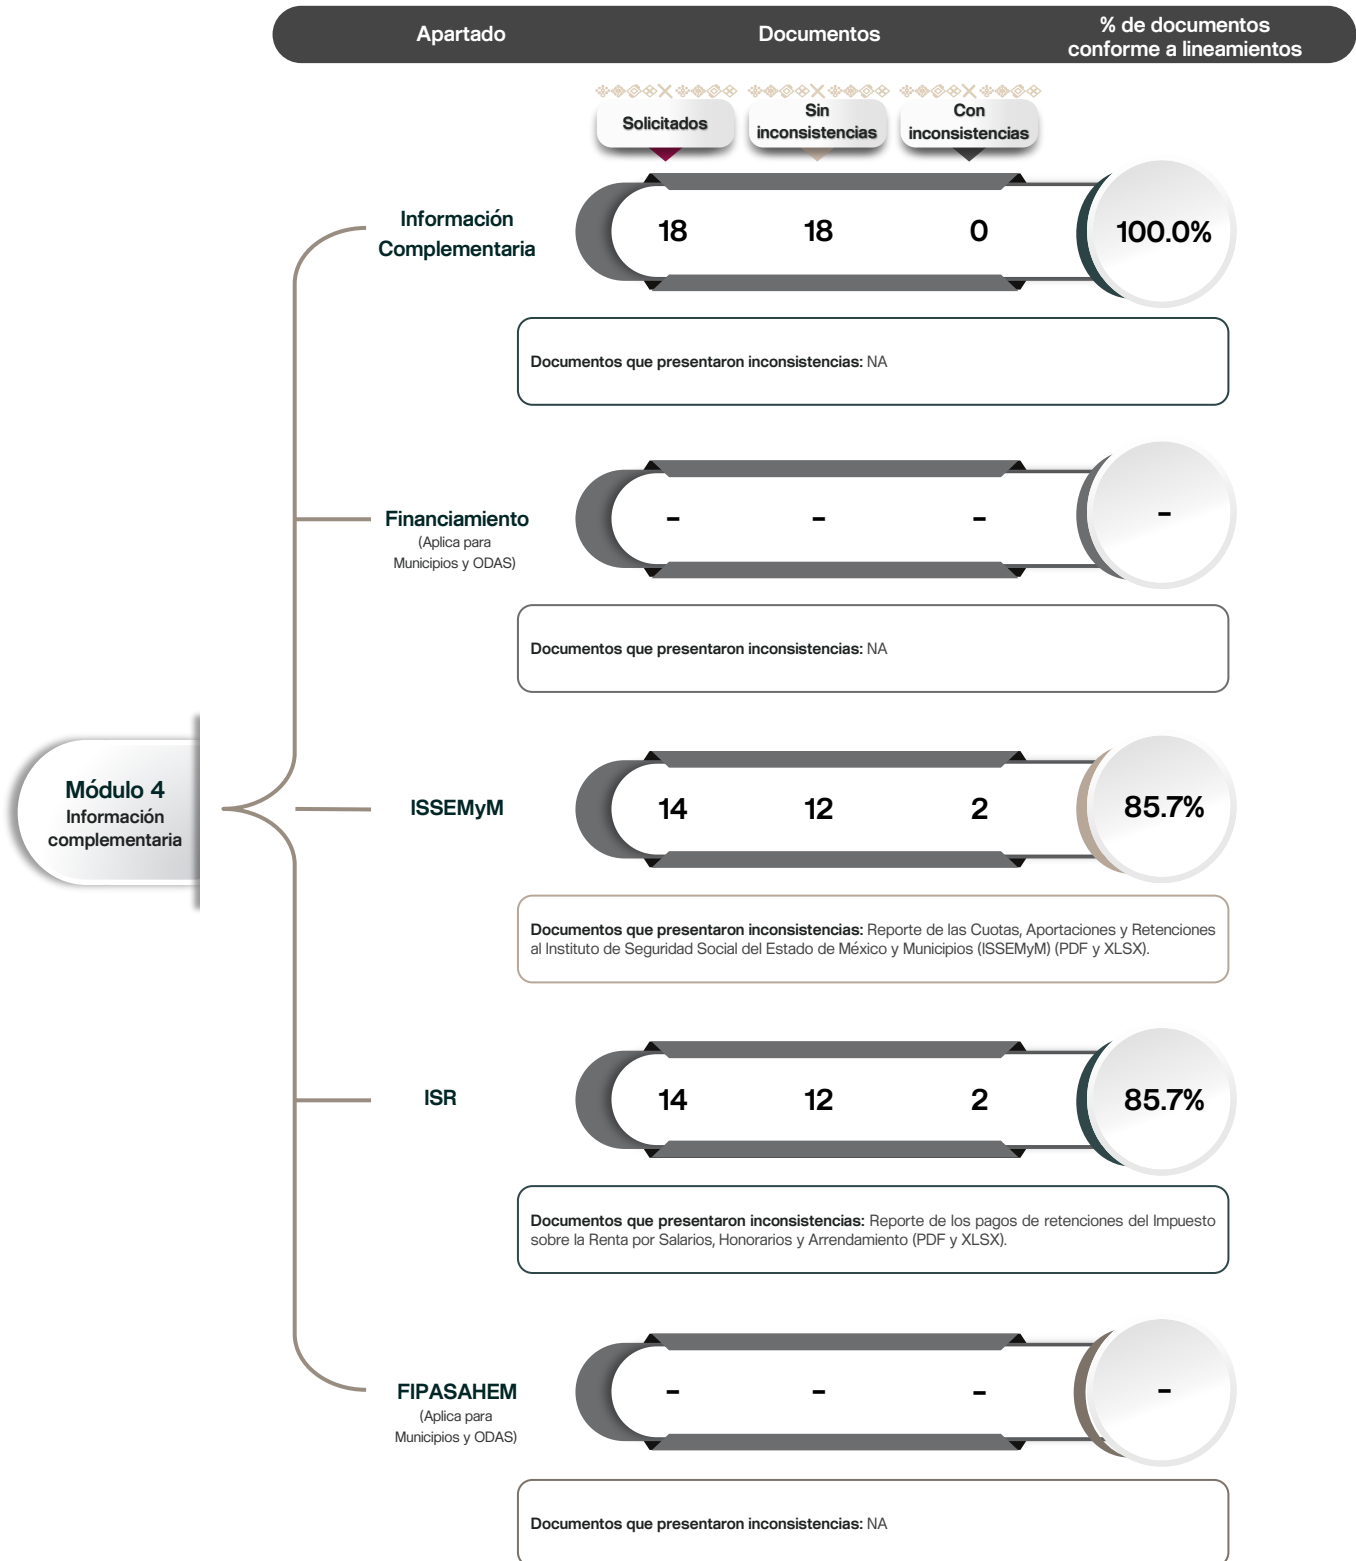 Apartado
Documentos
% de documentos
conforme a lineamientos
Solicitados
Sin
inconsistencias
Con
inconsistencias
Información
Complementaria
18
18
0
100.0%
Documentos que presentaron inconsistencias: NA
Financiamiento
(Aplica para
Municipios y ODAS)
-
-
-
-
Documentos que presentaron inconsistencias: NA
Módulo 4
Información
complementaria
ISSEMyM
14
12
2
85.7%
Documentos que presentaron inconsistencias: Reporte de las Cuotas, Aportaciones y Retenciones
al Instituto de Seguridad Social del Estado de México y Municipios (ISSEMyM) (PDF y XLSX).
ISR
14
12
2
85.7%
Documentos que presentaron inconsistencias: Reporte de los pagos de retenciones del Impuesto
sobre la Renta por Salarios, Honorarios y Arrendamiento (PDF y XLSX).
FIPASAHEM
(Aplica para
Municipios y ODAS)
-
-
-
-
Documentos que presentaron inconsistencias: NA